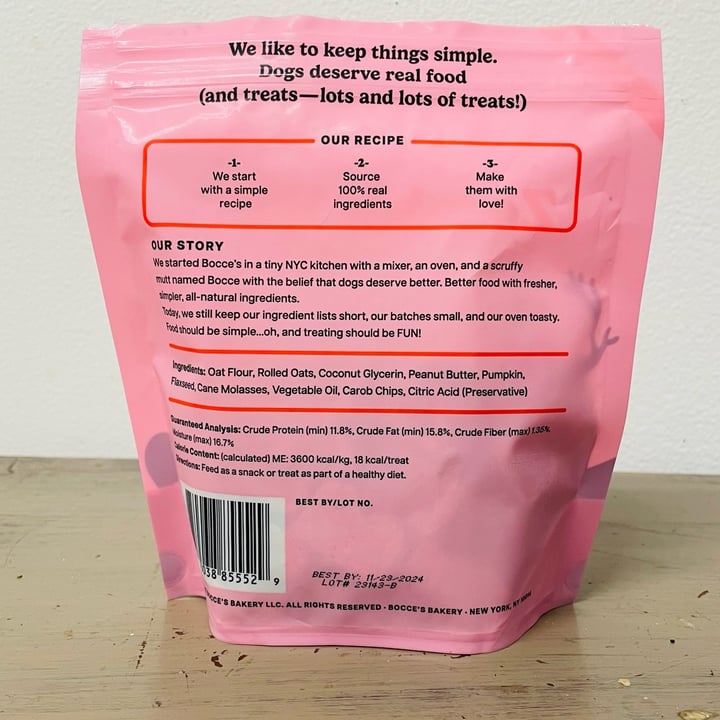 We like to keep things simple.
Dogs deserve real food
(and treats—lots and lots of treats!)
OUR RECIPE
-1-
We start
with a simple
recipe
-2-
Source
100% real
ingredients
-3-
Make
them with
love!
OUR STORY
We started Bocce's in a tiny NYC kitchen with a mixer, an oven, and a scruffy
mutt named Bocce with the belief that dogs deserve better. Better food with fresher,
simpler, all-natural ingredients.
Today, we still keep our ingredient lists short, our batches small, and our oven toasty.
Food should be simple...oh, and treating should be FUN!
Ingredients: Oat Flour, Rolled Oats, Coconut Glycerin, Peanut Butter, Pumpkin,
Flaxseed, Cane Molasses, Vegetable Oil, Carob Chips, Citric Acid (Preservative)
Guaranteed Analysis: Crude Protein (min) 11.8%, Crude Fat (min) 15.8%, Crude Fiber (max) 1.35%,
Moisture (max) 16.7%
Calorie Content: (calculated) ME: 3600 kcal/kg, 18 kcal/treat
Directions: Feed as a snack or treat as part of a healthy diet.
BEST BY/LOT NO.
38 85552 9
BEST BY: 11-23-2024
LOT# 23143-B
BOCCE'S BAKERY LLC. ALL RIGHTS RESERVED · BOCCE'S BAKERY · NEW YORK, NY